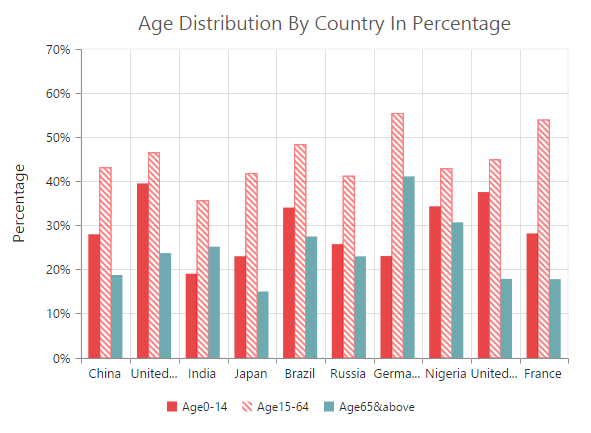 Age Distribution By Country In Percentage
70%
60%
50%
40%
30%
20%
10%
0%
Percentage
China United... India Japan Brazil Russia Germa... Nigeria United... France
Age0-14 Age15-64 Age65&above